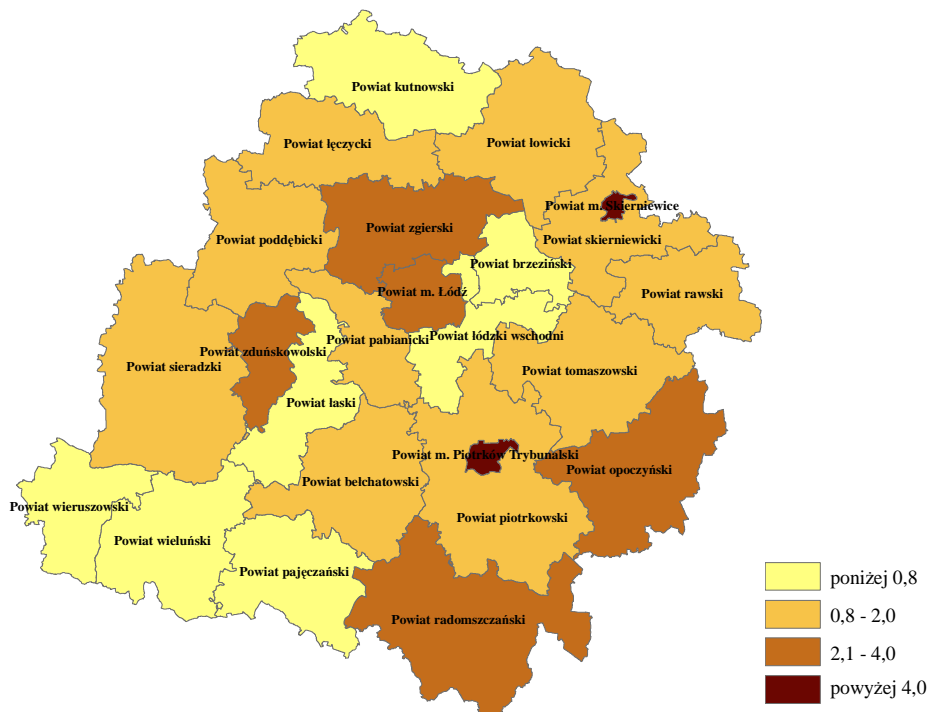 Powiat kutnowski
Powiat łęczycki
Powiat łowicki
Powiat m. Skierniewice
Powiat zgierski
Powiat poddębicki
Powiat skierniewicki
Powiat brzeziński
Powiat m. Łódź
Powiat rawski
Powiat łódzki wschodni
Powiat pabianicki
Powiat zduńskowolski
Powiat sieradzki
Powiat tomaszowski
Powiat łaski
Powiat m. Piotrków Trybunalski
Powiat opoczyński
Powiat bełchatowski
Powiat wieruszowski
Powiat piotrkowski
Powiat wieluński
Powiat pajęczański
Powiat radomszczański
poniżej 0,8
0,8 - 2,0
2,1 - 4,0
powyżej 4,0